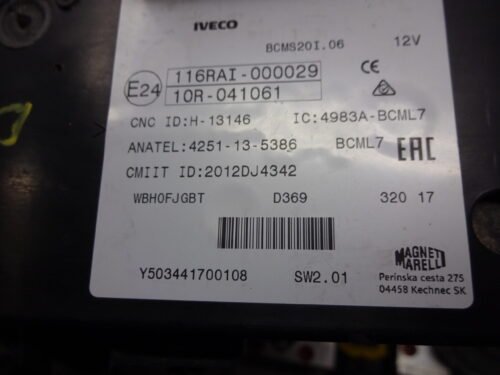 IVECO
BCMS20I.06 12V
E24 116RAI-000029 CE
10R-041061
CNC ID:H-13146 IC:4983A-BCML7
ANATEL:4251-13-5386 BCML7 EAC
CMIIT ID:2012DJ4342
WBH0FJGBT D369 320 17
MAGNETI
MARELLI
Y503441700108 SW2.01 Perinska cesta 275
04458 Kechnec SK